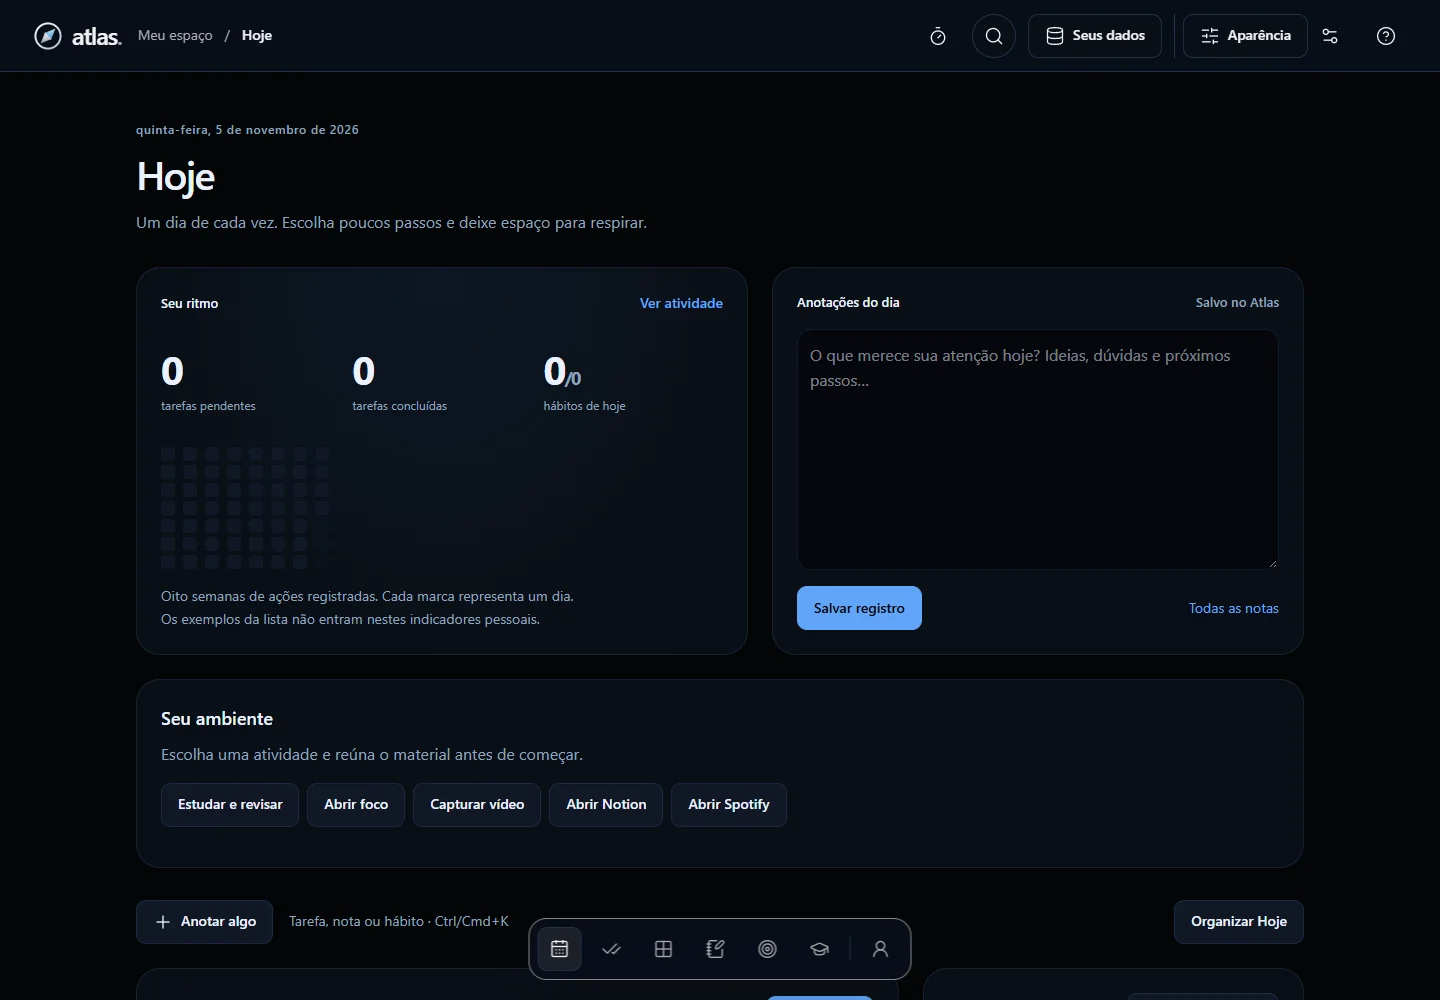 atlas.
Meu espaço / Hoje
Seus dados
Aparência
quinta-feira, 5 de novembro de 2026
Hoje
Um dia de cada vez. Escolha poucos passos e deixe espaço para respirar.
Seu ritmo
Ver atividade
0
tarefas pendentes
0
tarefas concluídas
0/0
hábitos de hoje
Oito semanas de ações registradas. Cada marca representa um dia.
Os exemplos da lista não entram nestes indicadores pessoais.
Anotações do dia
Salvo no Atlas
O que merece sua atenção hoje? Ideias, dúvidas e próximos
passos...
Salvar registro
Todas as notas
Seu ambiente
Escolha uma atividade e reúna o material antes de começar.
Estudar e revisar
Abrir foco
Capturar vídeo
Abrir Notion
Abrir Spotify
Anotar algo
Tarefa, nota ou hábito · Ctrl/Cmd+K
Organizar Hoje